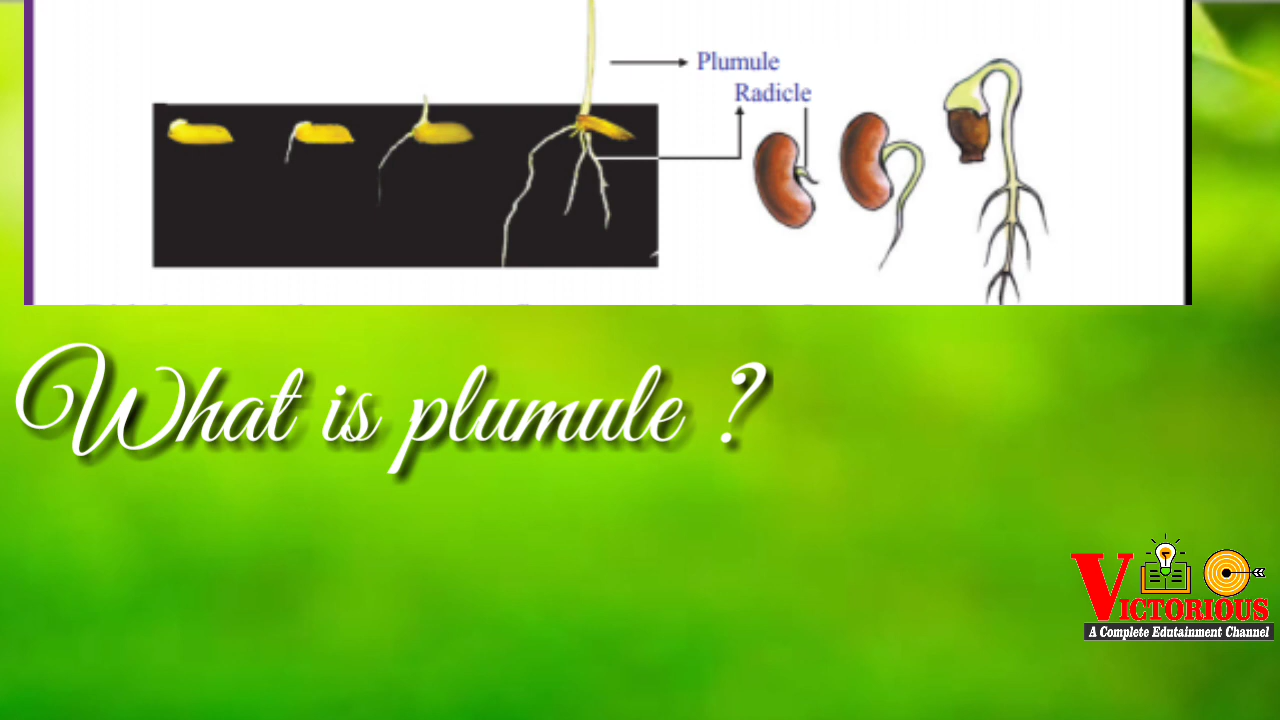 Plumule
Radicle
What is plumule ?
VICTORIOUS
A Complete Edutainment Channel